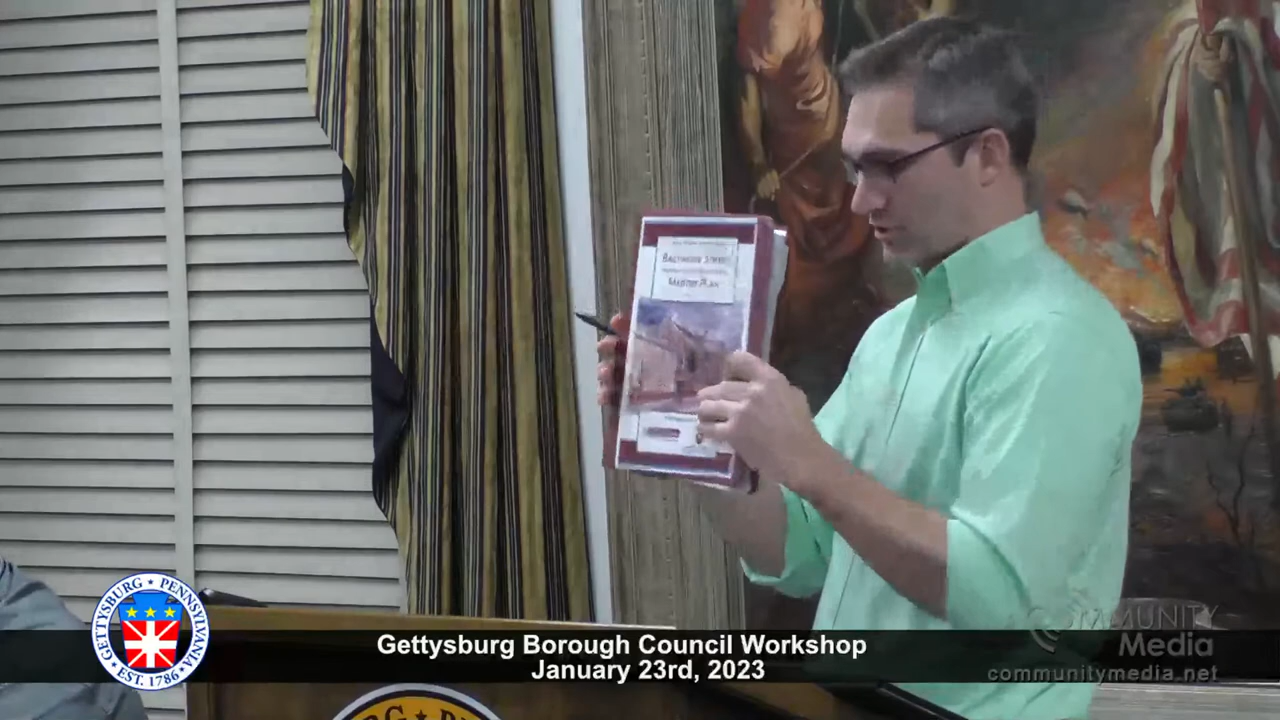 BALTIMORE STREET
MASTER PLAN
GETTYSBURG ★ PENNSYLVANIA
EST. 1786
Gettysburg Borough Council Workshop
January 23rd, 2023
COMMUNITY
Media
communitymedia.net